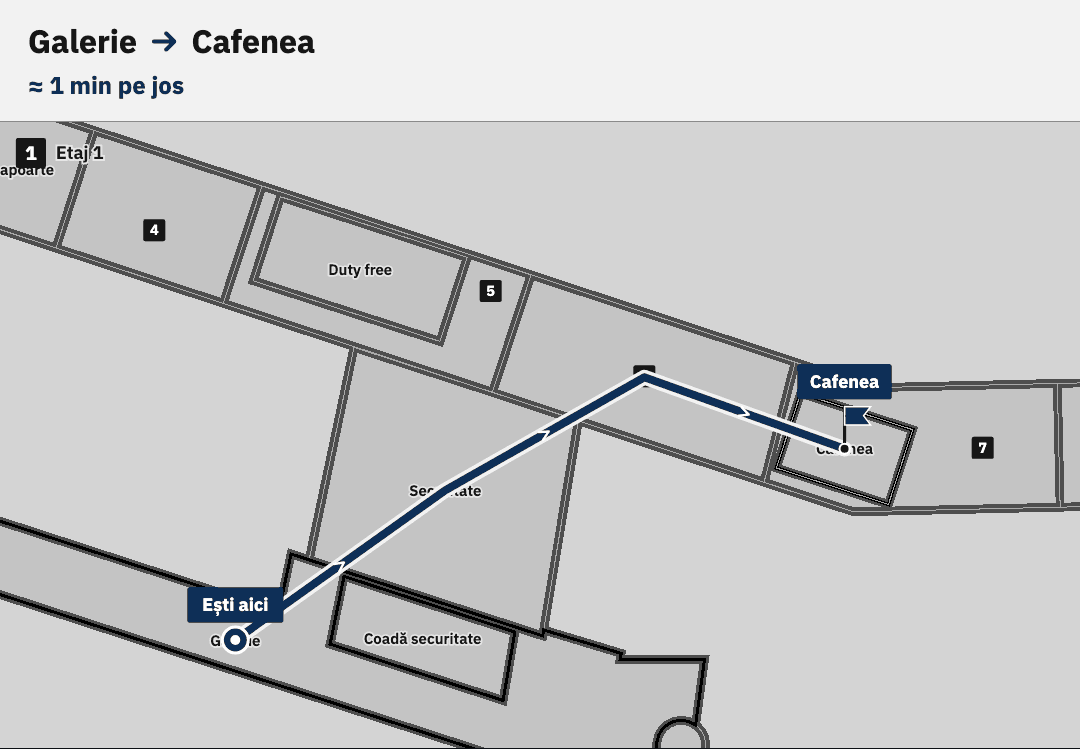 Galerie → Cafenea
≈ 1 min pe jos
1 Etaj 1
4
Duty free
5
Cafenea
7
Ești aici
Coadă securitate